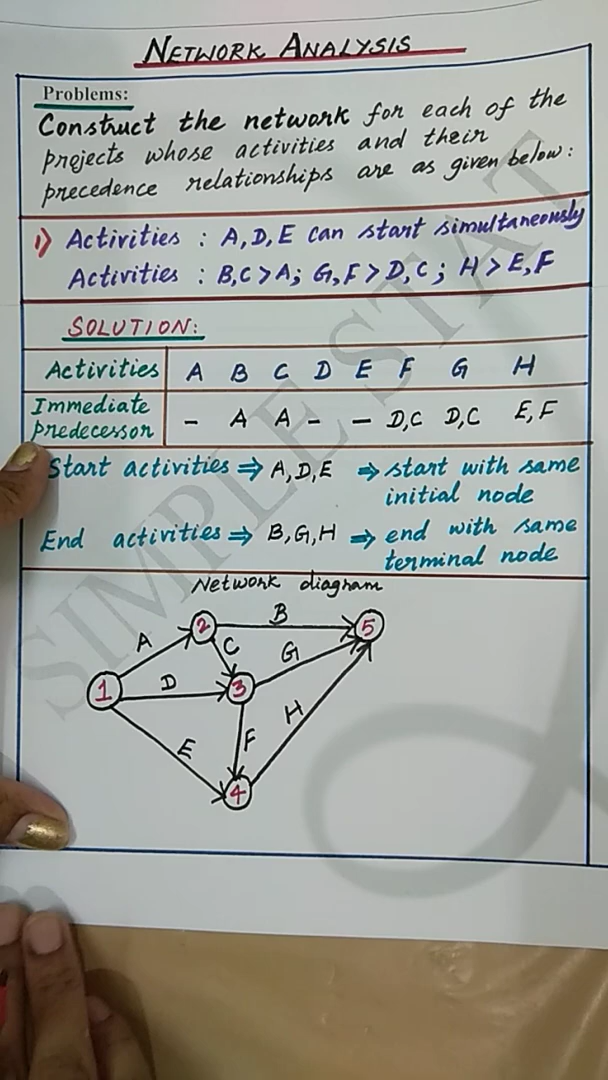 NETWORK ANALYSIS
Problems:
Construct the network for each of the
projects whose activities and their
precedence relationships are as given below:
1) Activities : A,D,E can start simultaneously
Activities : B,C>A; G,F>D,C; H>E,F
SOLUTION:
Activities A B C D E F G H
Immediate
predecessor - A A - - D,C D,C E,F
Start activities ⇒ A,D,E ⇒ start with same
initial node
End activities ⇒ B,G,H ⇒ end with same
terminal node
Network diagram
B
2 5
A C G
1 D 3
E F H
4
SIMPLE STAT